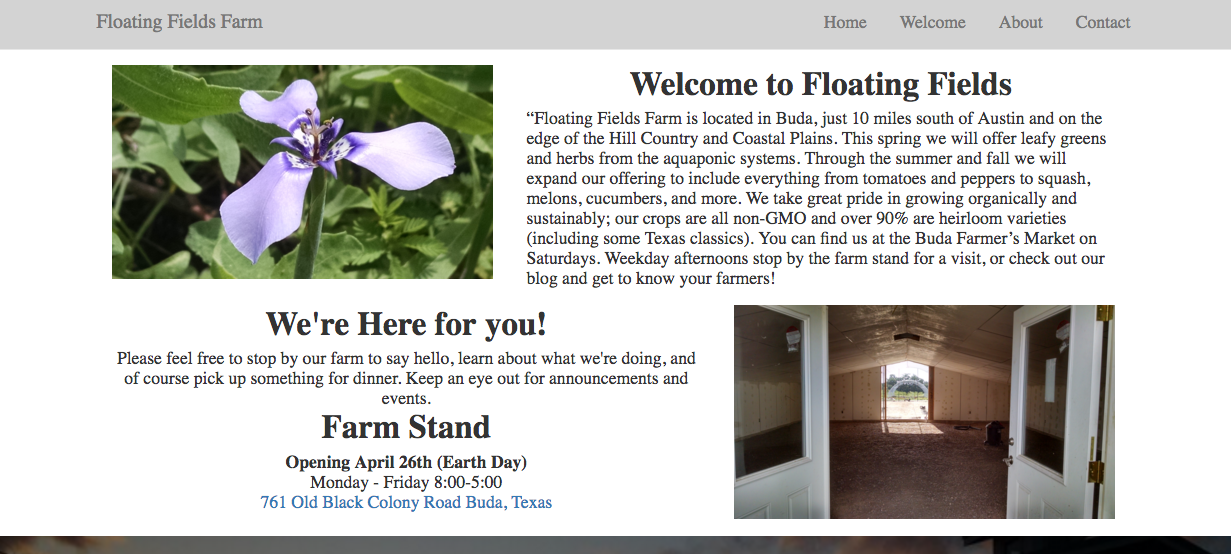 Floating Fields Farm
Home Welcome About Contact
Welcome to Floating Fields
“Floating Fields Farm is located in Buda, just 10 miles south of Austin and on the
edge of the Hill Country and Coastal Plains. This spring we will offer leafy greens
and herbs from the aquaponic systems. Through the summer and fall we will
expand our offering to include everything from tomatoes and peppers to squash,
melons, cucumbers, and more. We take great pride in growing organically and
sustainably; our crops are all non-GMO and over 90% are heirloom varieties
(including some Texas classics). You can find us at the Buda Farmer’s Market on
Saturdays. Weekday afternoons stop by the farm stand for a visit, or check out our
blog and get to know your farmers!
We're Here for you!
Please feel free to stop by our farm to say hello, learn about what we're doing, and
of course pick up something for dinner. Keep an eye out for announcements and
events.
Farm Stand
Opening April 26th (Earth Day)
Monday - Friday 8:00-5:00
761 Old Black Colony Road Buda, Texas